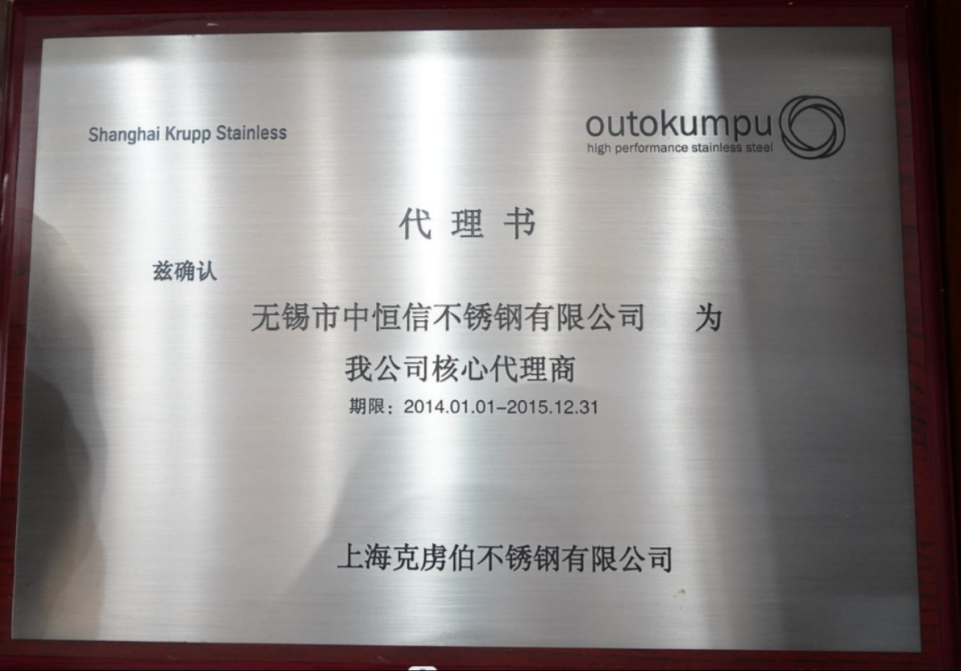 Shanghai Krupp Stainless
outokumpu
high performance stainless steel
代理书
兹确认
无锡市中恒信不锈钢有限公司 为
我公司核心代理商
期限：2014.01.01-2015.12.31
上海克虏伯不锈钢有限公司